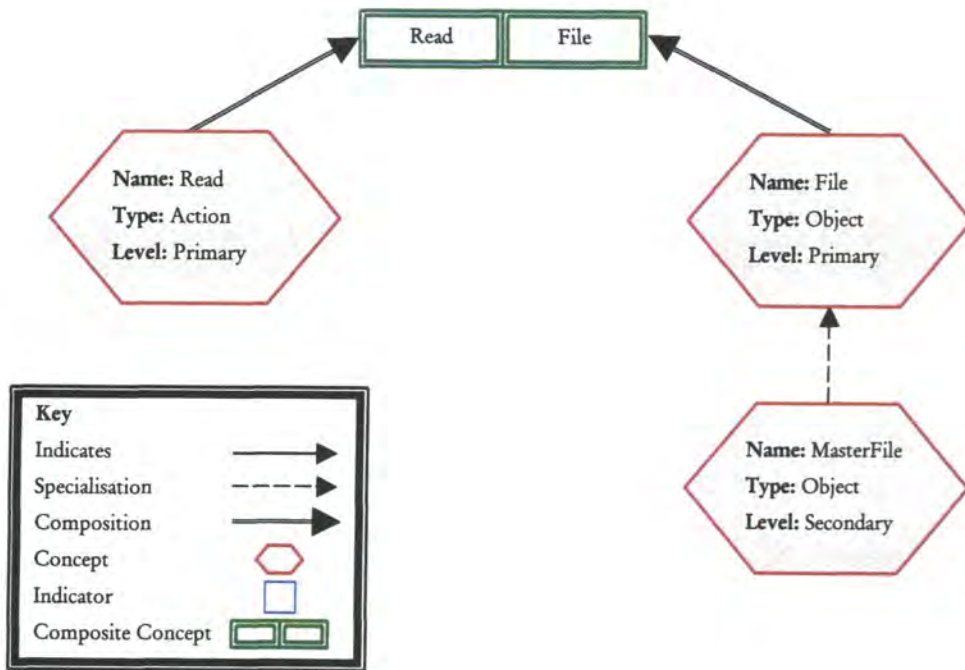 Read File
Name: Read
Type: Action
Level: Primary
Name: File
Type: Object
Level: Primary
Name: MasterFile
Type: Object
Level: Secondary
Key
Indicates
Specialisation
Composition
Concept
Indicator
Composite Concept